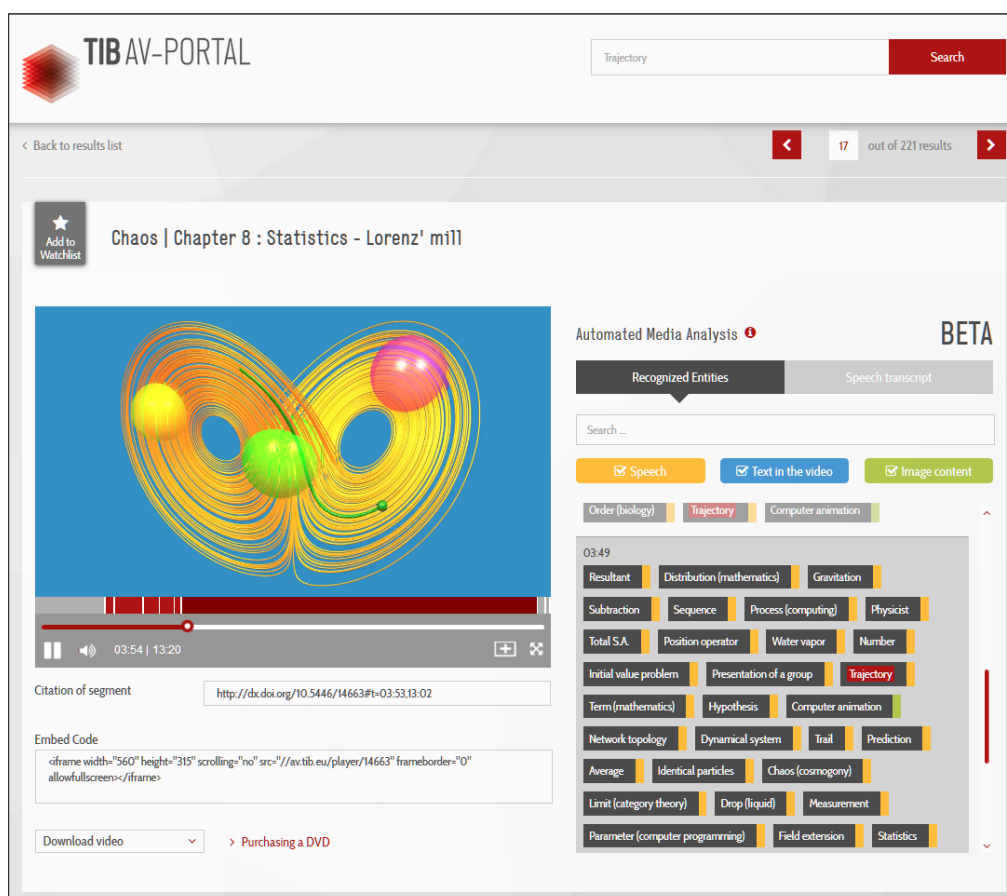 TIB AV-PORTAL
Trajectory
Search
< Back to results list
17
out of 221 results
Add to
Watchlist
Chaos | Chapter 8 : Statistics - Lorenz' mill
Automated Media Analysis
BETA
Recognized Entities
Speech transcript
Search ...
Speech
Text in the video
Image content
Order (biology) Trajectory Computer animation
03:49
Resultant Distribution (mathematics) Gravitation
Subtraction Sequence Process (computing) Physicist
Total S.A. Position operator Water vapor Number
Initial value problem Presentation of a group Trajectory
Term (mathematics) Hypothesis Computer animation
Network topology Dynamical system Trail Prediction
Average Identical particles Chaos (cosmogony)
Limit (category theory) Drop (liquid) Measurement
Parameter (computer programming) Field extension Statistics
03:54 | 13:20
Citation of segment
http://dx.doi.org/10.5446/14663#t=03:53,13:02
Embed Code
<iframe width="560" height="315" scrolling="no" src="//av.tib.eu/player/14663" frameborder="0"
allowfullscreen></iframe>
Download video
> Purchasing a DVD